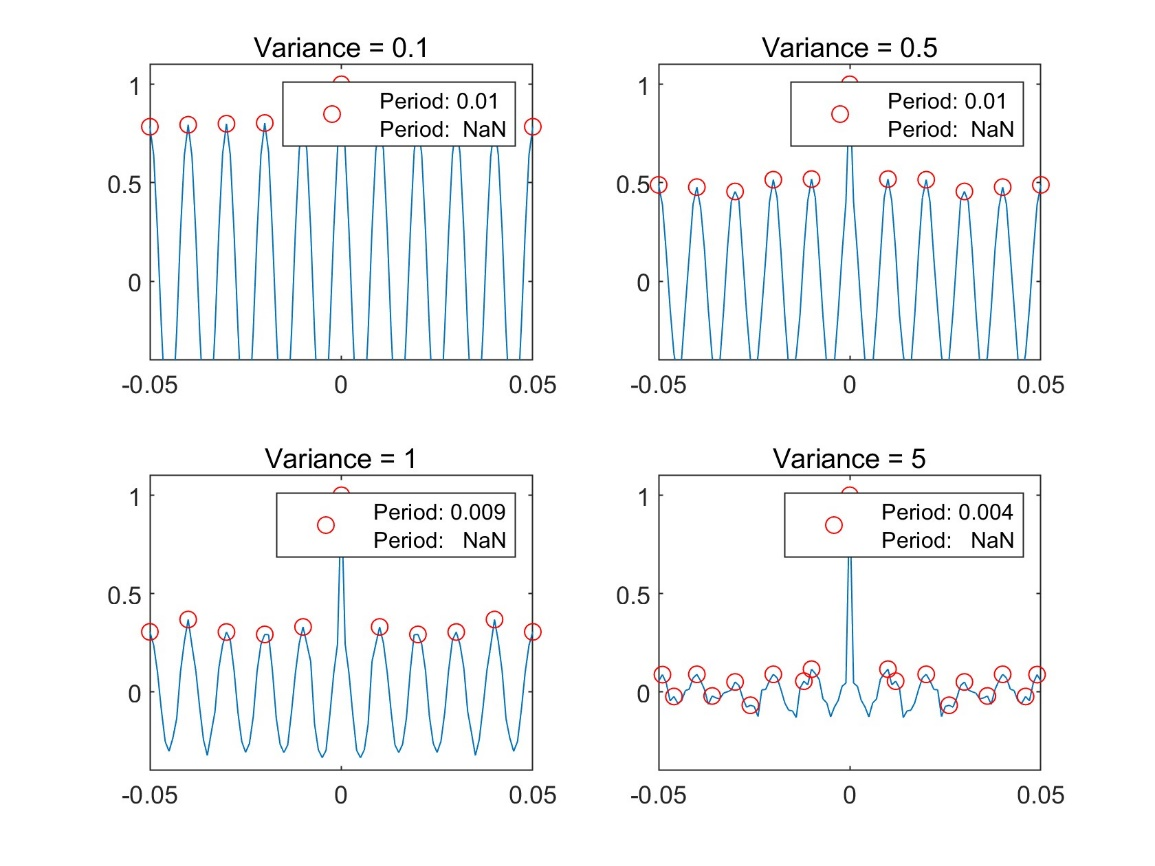 Variance = 0.1
1
0.5
0
-0.05 0 0.05
Period: 0.01
Period: NaN
Variance = 0.5
1
0.5
0
-0.05 0 0.05
Period: 0.01
Period: NaN
Variance = 1
1
0.5
0
-0.05 0 0.05
Period: 0.009
Period: NaN
Variance = 5
1
0.5
0
-0.05 0 0.05
Period: 0.004
Period: NaN